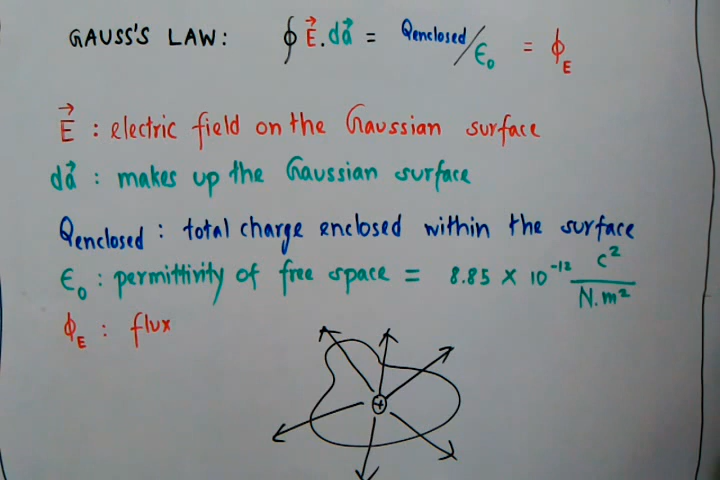 GAUSS'S LAW: ∮ E⃗.da⃗ = Qenclosed/ϵ₀ = ϕE
E⃗ : electric field on the Gaussian surface
da⃗ : makes up the Gaussian surface
Qenclosed : total charge enclosed within the surface
ϵ₀ : permittivity of free space = 8.85 × 10⁻¹² C²/N.m²
ϕE : flux
+